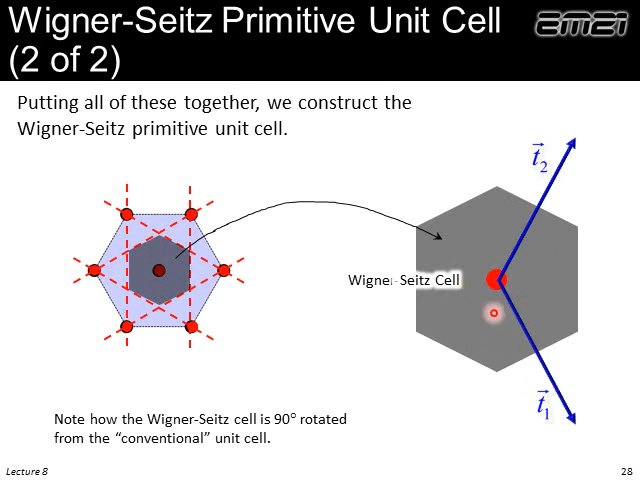 Wigner-Seitz Primitive Unit Cell
(2 of 2)
EM21
Putting all of these together, we construct the
Wigner-Seitz primitive unit cell.
t₂
Wigner-Seitz Cell
t₁
Note how the Wigner-Seitz cell is 90° rotated
from the “conventional” unit cell.
Lecture 8
28